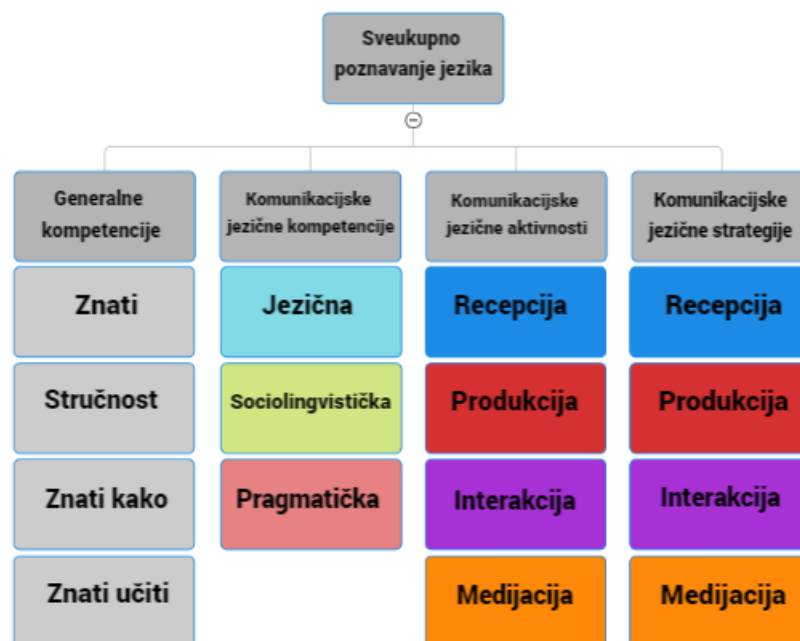 Sveukupno
poznavanje jezika
Generalne
kompetencije
Komunikacijske
jezične kompetencije
Komunikacijske
jezične aktivnosti
Komunikacijske
jezične strategije
Znati
Jezična
Recepcija
Recepcija
Stručnost
Sociolingvistička
Produkcija
Produkcija
Znati kako
Pragmatička
Interakcija
Interakcija
Znati učiti
Medijacija
Medijacija